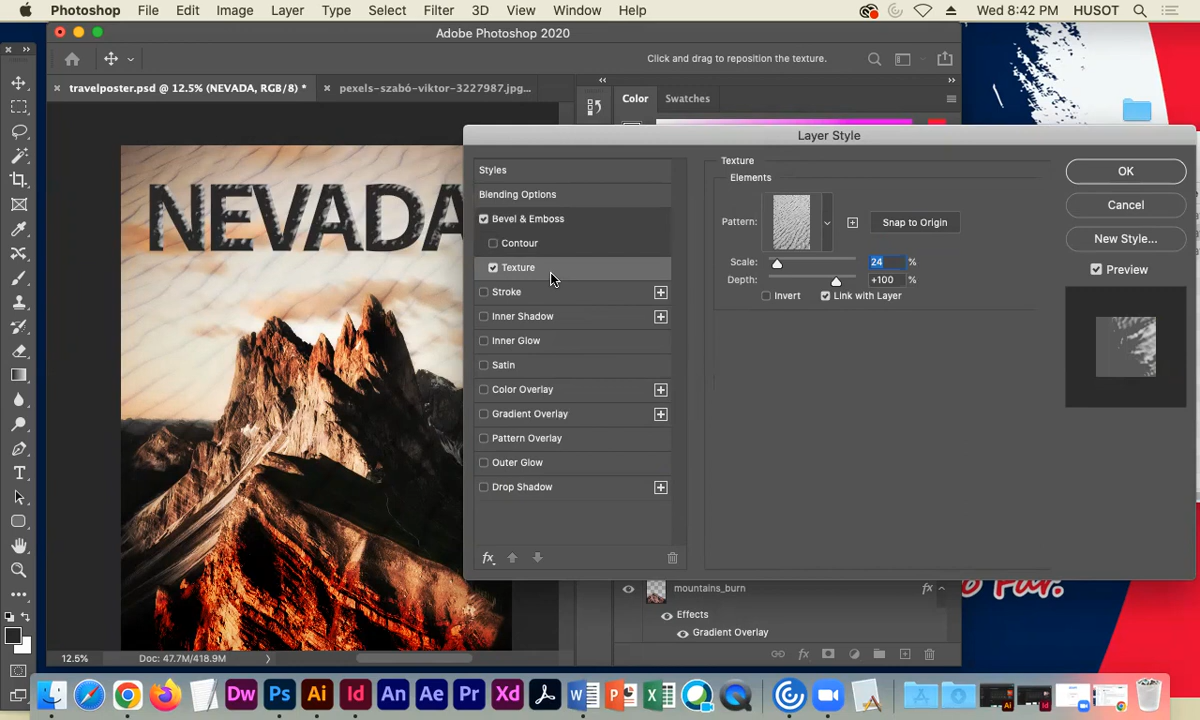 Photoshop File Edit Image Layer Type Select Filter 3D View Window Help Wed 8:42 PM HUSOT
Adobe Photoshop 2020
Click and drag to reposition the texture.
travelposter.psd @ 12.5% (NEVADA, RGB/8) *
pexels-szabó-viktor-3227987.jpg...
Color
Swatches
NEVADA
Layer Style
Styles
Blending Options
Bevel & Emboss
Contour
Texture
Stroke
Inner Shadow
Inner Glow
Satin
Color Overlay
Gradient Overlay
Pattern Overlay
Outer Glow
Drop Shadow
fx
Texture
Elements
Pattern:
Snap to Origin
Scale: 24 %
Depth: +100 %
Invert
Link with Layer
OK
Cancel
New Style...
Preview
mountains_burn
fx
Effects
Gradient Overlay
fx
Far.
12.5%
Doc: 47.7M/418.9M
Dw Ps Ai Id An Ae Pr Xd